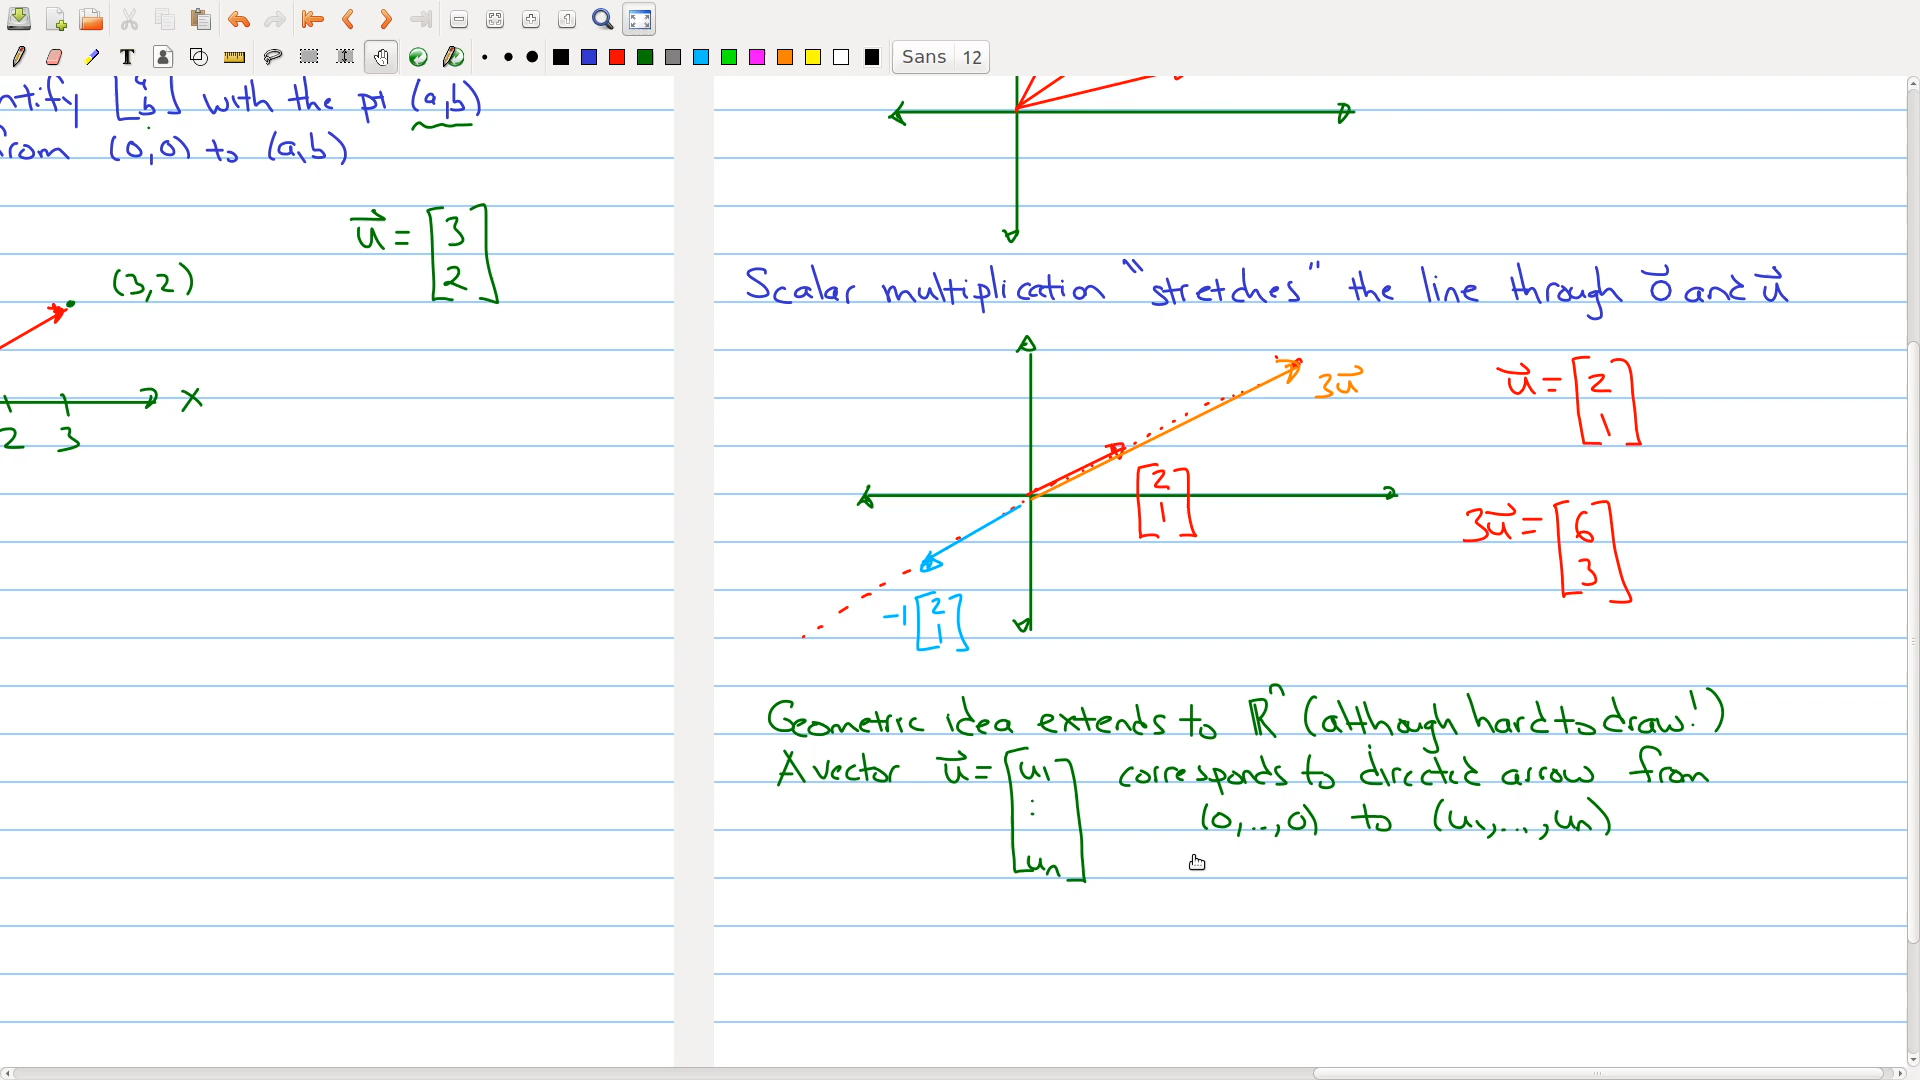 Sans 12
ntify [a b] with the pt (a,b)
from (0,0) to (a,b)
u⃗ = [3 2]
(3,2)
x
2 3
Scalar multiplication "stretches" the line through 0⃗ and u⃗
3u⃗
u⃗ = [2 1]
[2 1]
3u⃗ = [6 3]
-1[2 1]
Geometric idea extends to ℝⁿ (although hard to draw!)
A vector u⃗ = [u₁ ⋮ uₙ] corresponds to directed arrow from
(0,...,0) to (u₁,...,uₙ)